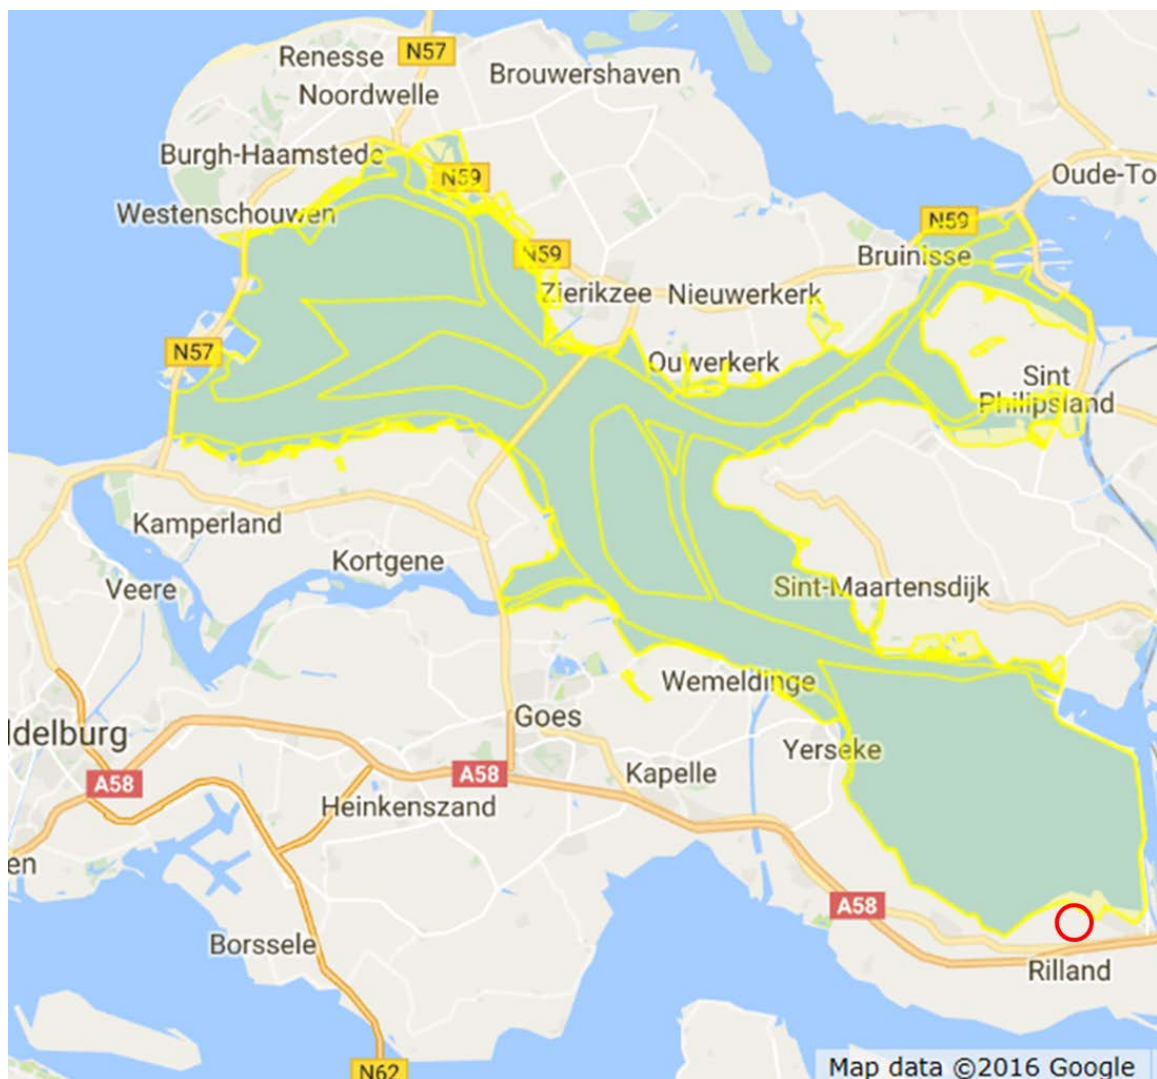 Renesse
N57
Noordwelle
Brouwershaven
Burgh-Haamstede
N59
Oude-To
Westenschouwen
N59
Bruinisse
N59
Zierikzee
Nieuwerkerk
N57
Ouwerkerk
Sint
Philipsland
Kamperland
Kortgene
Veere
Sint-Maartensdijk
Wemeldinge
Goes
ddelburg
Yerseke
A58
A58
Kapelle
Heinkenszand
en
A58
Borssele
Rilland
N62
Map data ©2016 Google